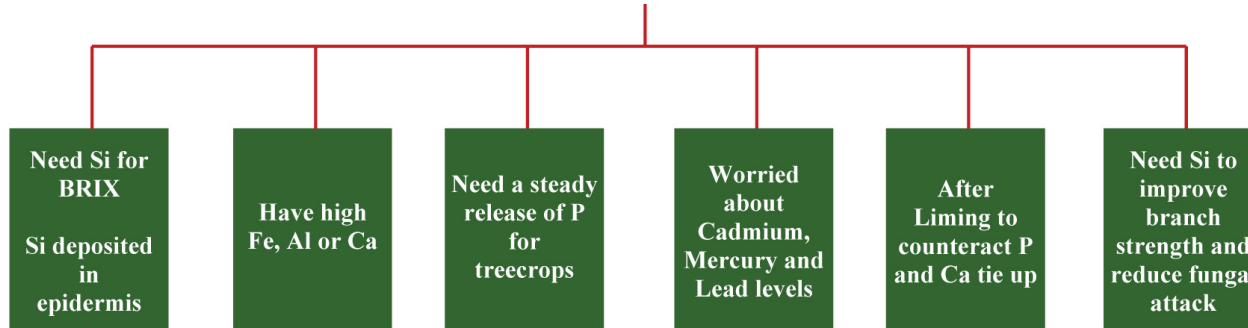 Need Si for
BRIX
Si deposited
in
epidermis
Have high
Fe, Al or Ca
Need a steady
release of P
for
treecrops
Worried
about
Cadmium,
Mercury and
Lead levels
After
Liming to
counteract P
and Ca tie up
Need Si to
improve
branch
strength and
reduce funga
attack